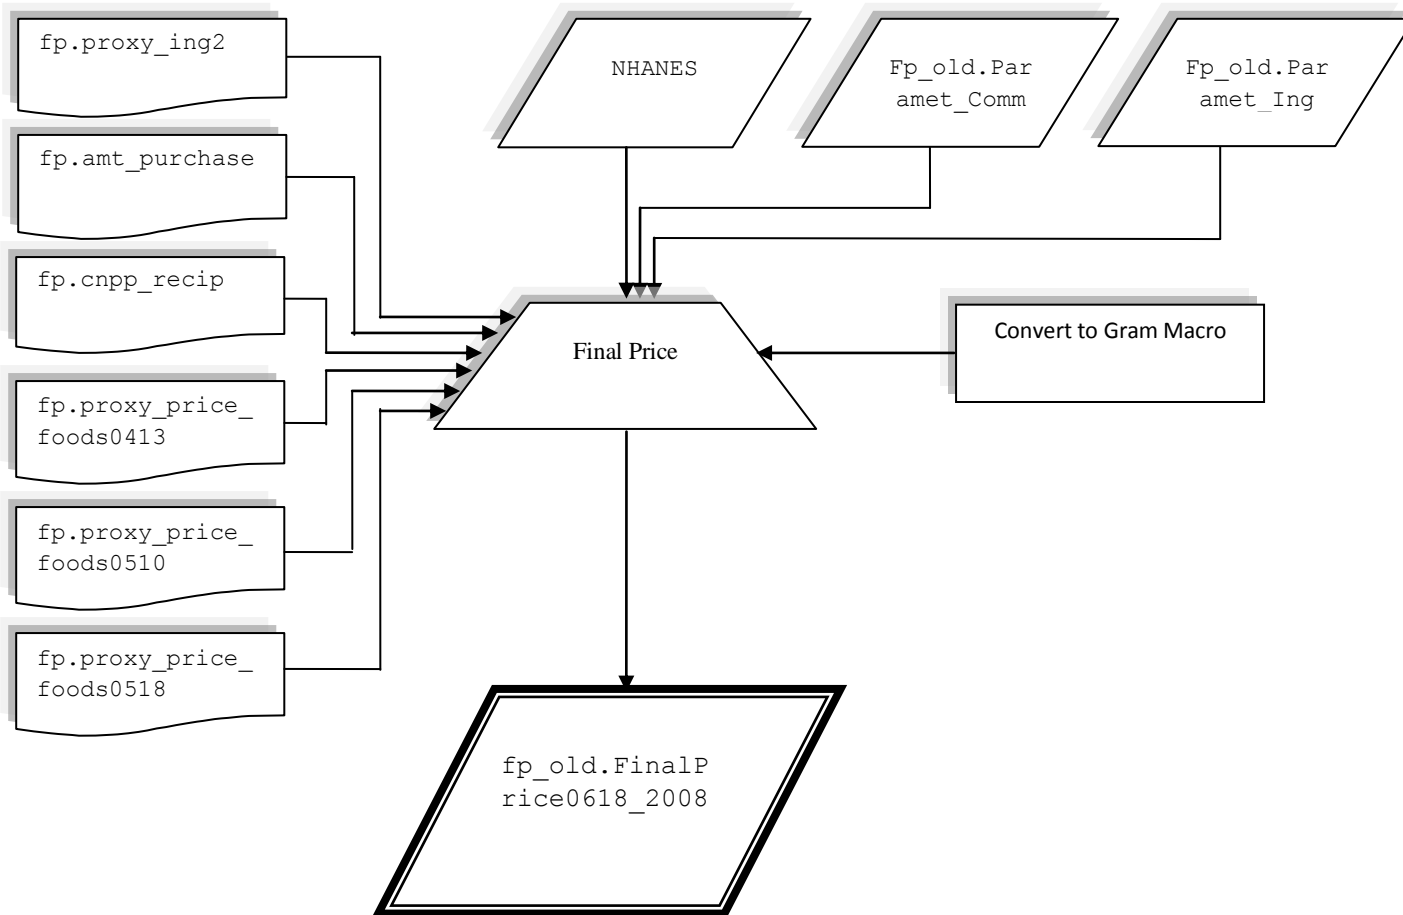 fp.proxy_ing2
NHANES
Fp_old.Par
amet_Comm
Fp_old.Par
amet_Ing
fp.amt_purchase
fp.cnpp_recip
Final Price
Convert to Gram Macro
fp.proxy_price_
foods0413
fp.proxy_price_
foods0510
fp.proxy_price_
foods0518
fp_old.FinalP
rice0618_2008